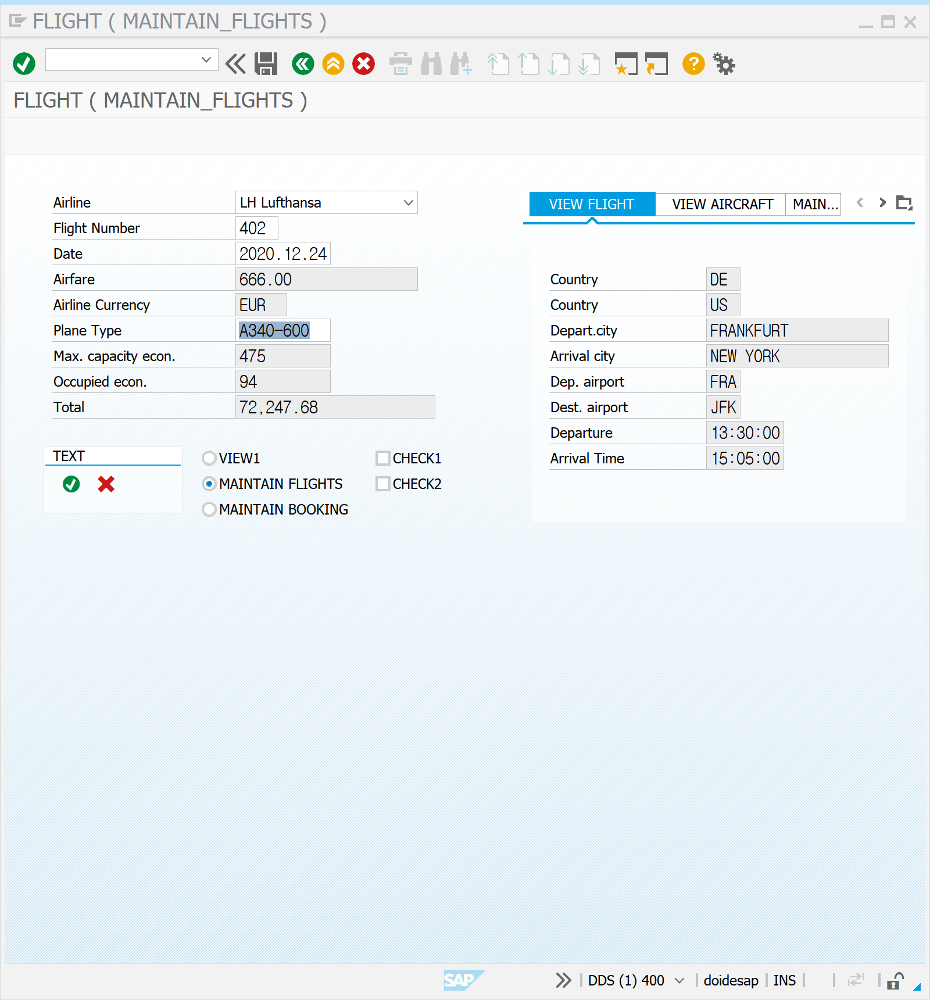 FLIGHT ( MAINTAIN_FLIGHTS )
FLIGHT ( MAINTAIN_FLIGHTS )
Airline LH Lufthansa
Flight Number 402
Date 2020.12.24
Airfare 666.00
Airline Currency EUR
Plane Type A340-600
Max. capacity econ. 475
Occupied econ. 94
Total 72,247.68
TEXT
VIEW1
MAINTAIN FLIGHTS
MAINTAIN BOOKING
CHECK1
CHECK2
VIEW FLIGHT VIEW AIRCRAFT MAIN...
Country DE
Country US
Depart.city FRANKFURT
Arrival city NEW YORK
Dep. airport FRA
Dest. airport JFK
Departure 13:30:00
Arrival Time 15:05:00
SAP DDS (1) 400 doidesap INS